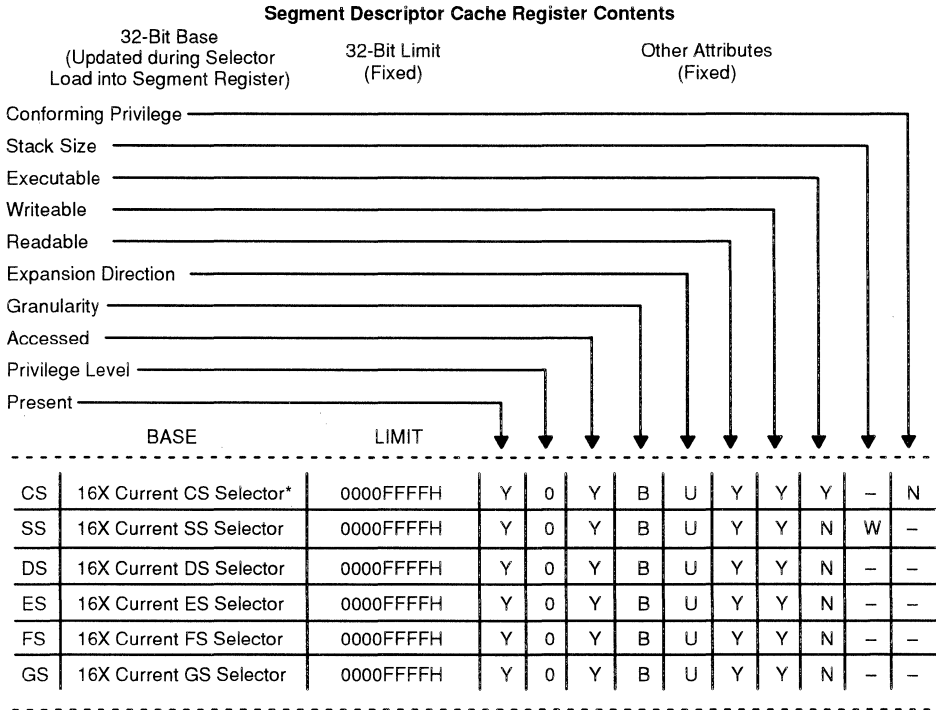 Segment Descriptor Cache Register Contents
32-Bit Base
(Updated during Selector
Load into Segment Register)
32-Bit Limit
(Fixed)
Other Attributes
(Fixed)
Conforming Privilege
Stack Size
Executable
Writeable
Readable
Expansion Direction
Granularity
Accessed
Privilege Level
Present
BASE LIMIT
CS 16X Current CS Selector* 0000FFFFH Y 0 Y B U Y Y Y – N
SS 16X Current SS Selector 0000FFFFH Y 0 Y B U Y Y N W –
DS 16X Current DS Selector 0000FFFFH Y 0 Y B U Y Y N – –
ES 16X Current ES Selector 0000FFFFH Y 0 Y B U Y Y N – –
FS 16X Current FS Selector 0000FFFFH Y 0 Y B U Y Y N – –
GS 16X Current GS Selector 0000FFFFH Y 0 Y B U Y Y N – –